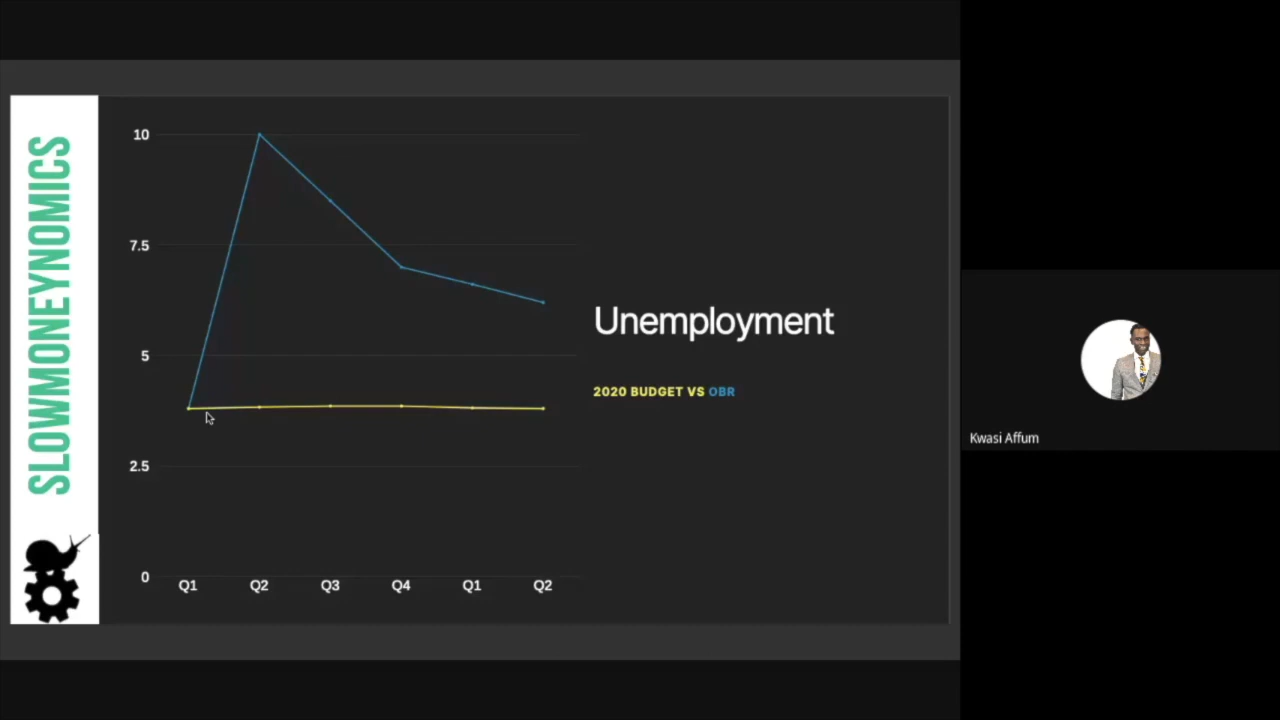 SLOWMONEYNOMICS
10
7.5
5
2.5
0
Q1 Q2 Q3 Q4 Q1 Q2
Unemployment
2020 BUDGET VS OBR
Kwasi Affum